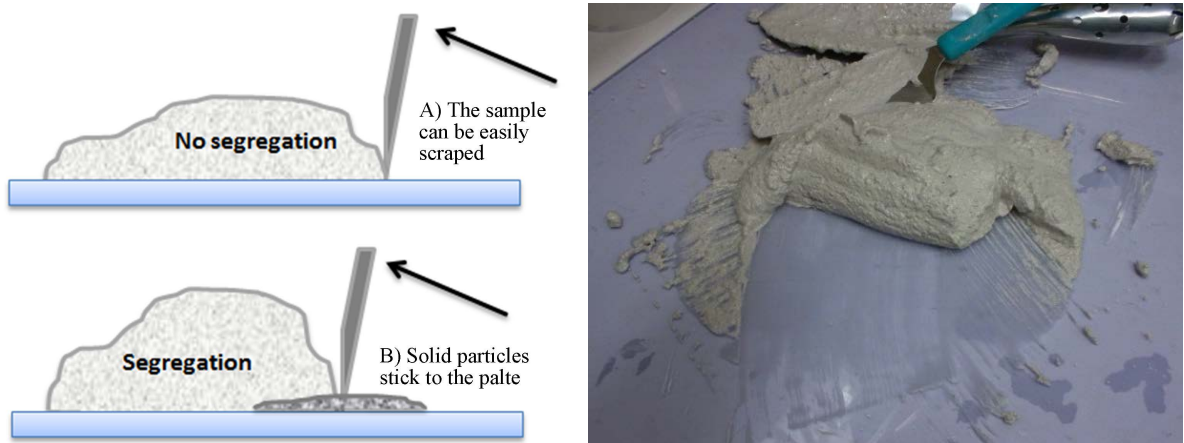 No segregation
A) The sample
can be easily
scraped
Segregation
B) Solid particles
stick to the palte